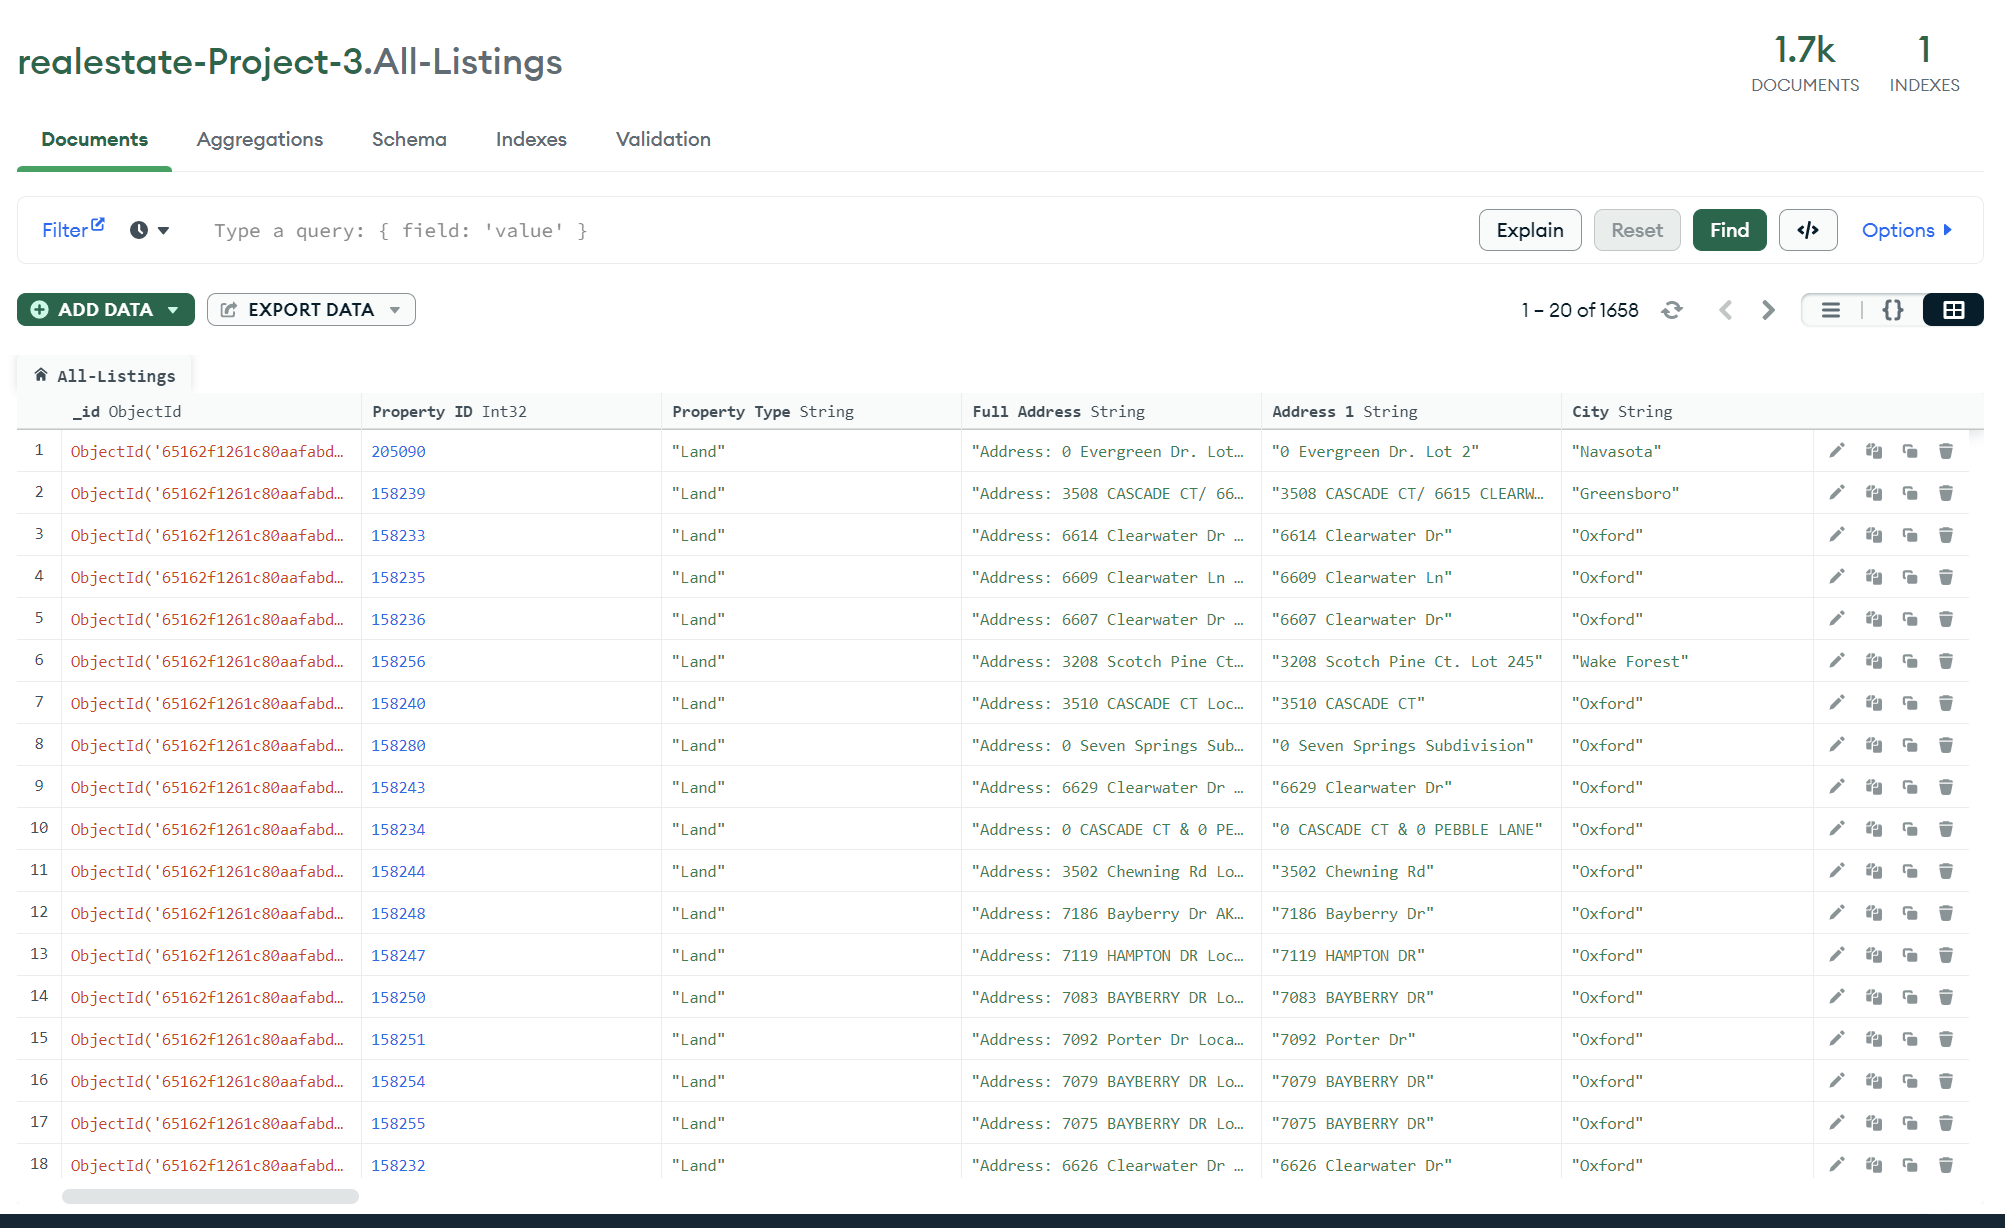 realestate-Project-3.All-Listings
1.7k
DOCUMENTS
1
INDEXES
Documents Aggregations Schema Indexes Validation
Filter Type a query: { field: 'value' } Explain Reset Find </> Options
ADD DATA EXPORT DATA 1 – 20 of 1658 {}
All-Listings
_id ObjectId Property ID Int32 Property Type String Full Address String Address 1 String City String
1 ObjectId('65162f1261c80aafabd… 205090 "Land" "Address: 0 Evergreen Dr. Lot… "0 Evergreen Dr. Lot 2" "Navasota"
2 ObjectId('65162f1261c80aafabd… 158239 "Land" "Address: 3508 CASCADE CT/ 66… "3508 CASCADE CT/ 6615 CLEARW… "Greensboro"
3 ObjectId('65162f1261c80aafabd… 158233 "Land" "Address: 6614 Clearwater Dr … "6614 Clearwater Dr" "Oxford"
4 ObjectId('65162f1261c80aafabd… 158235 "Land" "Address: 6609 Clearwater Ln … "6609 Clearwater Ln" "Oxford"
5 ObjectId('65162f1261c80aafabd… 158236 "Land" "Address: 6607 Clearwater Dr … "6607 Clearwater Dr" "Oxford"
6 ObjectId('65162f1261c80aafabd… 158256 "Land" "Address: 3208 Scotch Pine Ct… "3208 Scotch Pine Ct. Lot 245" "Wake Forest"
7 ObjectId('65162f1261c80aafabd… 158240 "Land" "Address: 3510 CASCADE CT Loc… "3510 CASCADE CT" "Oxford"
8 ObjectId('65162f1261c80aafabd… 158280 "Land" "Address: 0 Seven Springs Sub… "0 Seven Springs Subdivision" "Oxford"
9 ObjectId('65162f1261c80aafabd… 158243 "Land" "Address: 6629 Clearwater Dr … "6629 Clearwater Dr" "Oxford"
10 ObjectId('65162f1261c80aafabd… 158234 "Land" "Address: 0 CASCADE CT & 0 PE… "0 CASCADE CT & 0 PEBBLE LANE" "Oxford"
11 ObjectId('65162f1261c80aafabd… 158244 "Land" "Address: 3502 Chewning Rd Lo… "3502 Chewning Rd" "Oxford"
12 ObjectId('65162f1261c80aafabd… 158248 "Land" "Address: 7186 Bayberry Dr AK… "7186 Bayberry Dr" "Oxford"
13 ObjectId('65162f1261c80aafabd… 158247 "Land" "Address: 7119 HAMPTON DR Loc… "7119 HAMPTON DR" "Oxford"
14 ObjectId('65162f1261c80aafabd… 158250 "Land" "Address: 7083 BAYBERRY DR Lo… "7083 BAYBERRY DR" "Oxford"
15 ObjectId('65162f1261c80aafabd… 158251 "Land" "Address: 7092 Porter Dr Loca… "7092 Porter Dr" "Oxford"
16 ObjectId('65162f1261c80aafabd… 158254 "Land" "Address: 7079 BAYBERRY DR Lo… "7079 BAYBERRY DR" "Oxford"
17 ObjectId('65162f1261c80aafabd… 158255 "Land" "Address: 7075 BAYBERRY DR Lo… "7075 BAYBERRY DR" "Oxford"
18 ObjectId('65162f1261c80aafabd… 158232 "Land" "Address: 6626 Clearwater Dr … "6626 Clearwater Dr" "Oxford"